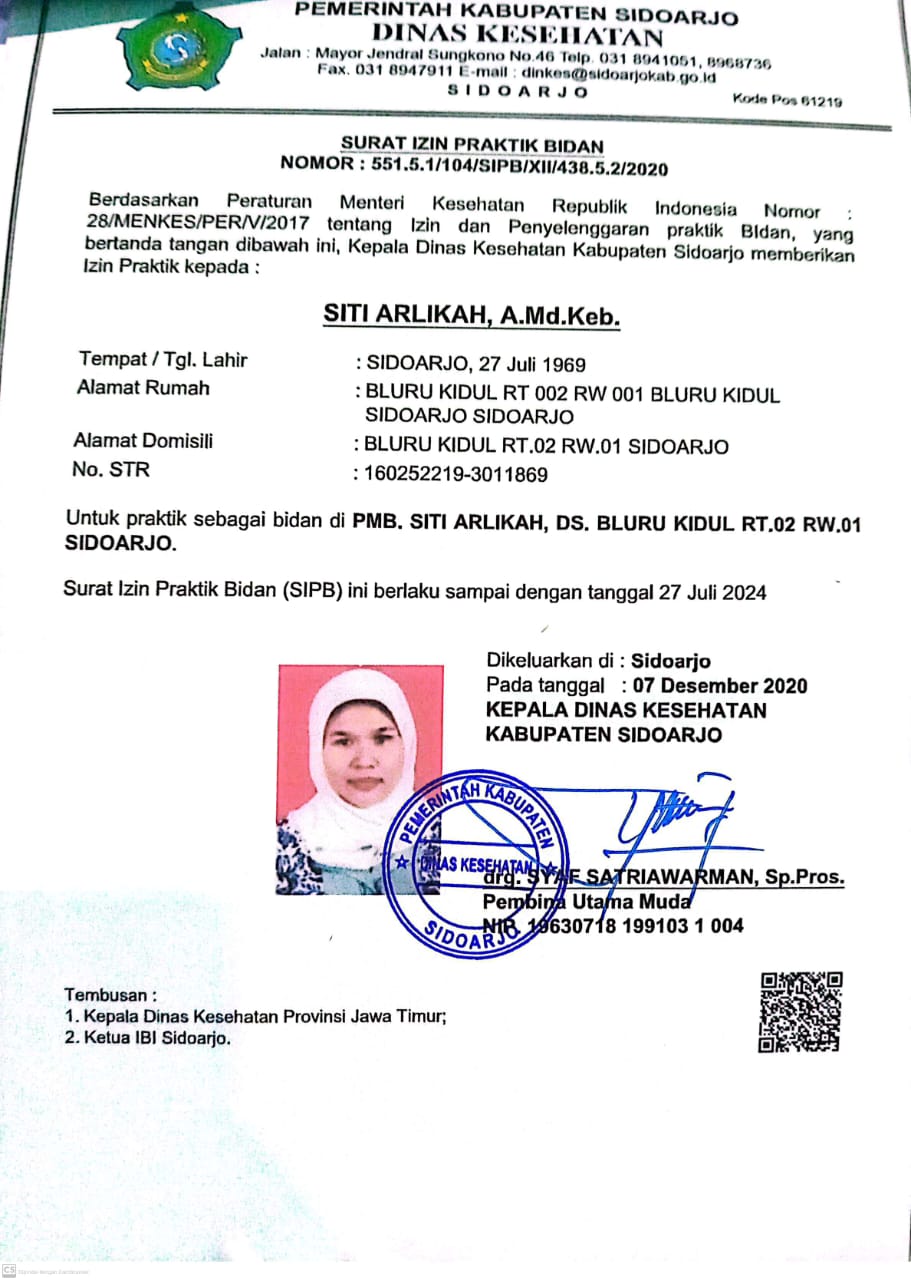 PEMERINTAH KABUPATEN SIDOARJO
DINAS KESEHATAN
Jalan : Mayor Jendral Sungkono No.46 Telp. 031 8941051, 8968736
Fax. 031 8947911 E-mail : dinkes@sidoarjokab.go.id
S I D O A R J O
Kode Pos 61219
SURAT IZIN PRAKTIK BIDAN
NOMOR : 551.5.1/104/SIPB/XII/438.5.2/2020
Berdasarkan Peraturan Menteri Kesehatan Republik Indonesia Nomor :
28/MENKES/PER/V/2017 tentang Izin dan Penyelenggaran praktik BIdan, yang
bertanda tangan dibawah ini, Kepala Dinas Kesehatan Kabupaten Sidoarjo memberikan
Izin Praktik kepada :
SITI ARLIKAH, A.Md.Keb.
Tempat / Tgl. Lahir : SIDOARJO, 27 Juli 1969
Alamat Rumah : BLURU KIDUL RT 002 RW 001 BLURU KIDUL
SIDOARJO SIDOARJO
Alamat Domisili : BLURU KIDUL RT.02 RW.01 SIDOARJO
No. STR : 160252219-3011869
Untuk praktik sebagai bidan di PMB. SITI ARLIKAH, DS. BLURU KIDUL RT.02 RW.01
SIDOARJO.
Surat Izin Praktik Bidan (SIPB) ini berlaku sampai dengan tanggal 27 Juli 2024
Dikeluarkan di : Sidoarjo
Pada tanggal : 07 Desember 2020
KEPALA DINAS KESEHATAN
KABUPATEN SIDOARJO
PEMERINTAH KABUPATEN
DINAS KESEHATAN
SIDOARJO
drg. SYAF SATRIAWARMAN, Sp.Pros.
Pembina Utama Muda
NIP. 19630718 199103 1 004
Tembusan :
1. Kepala Dinas Kesehatan Provinsi Jawa Timur;
2. Ketua IBI Sidoarjo.
CS Dipindai dengan CamScanner